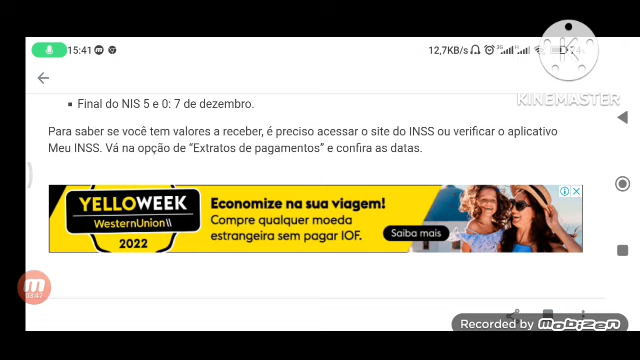 15:41
12,7KB/s 3G
KINEMASTER
Final do NIS 5 e 0: 7 de dezembro.
Para saber se você tem valores a receber, é preciso acessar o site do INSS ou verificar o aplicativo
Meu INSS. Vá na opção de “Extratos de pagamentos” e confira as datas.
YELLOWEEK
WesternUnion\\
2022
Economize na sua viagem!
Compre qualquer moeda
estrangeira sem pagar IOF.
Saiba mais
03:47
Recorded by Mobizen